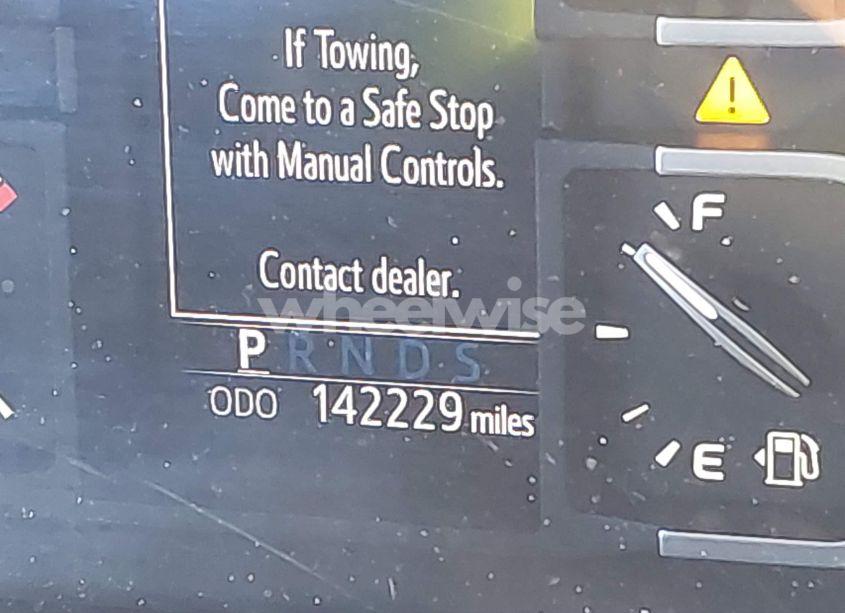 If Towing,
Come to a Safe Stop
with Manual Controls.
Contact dealer.
wheelwise
P R N D S
ODO 142229 miles
F
E
!